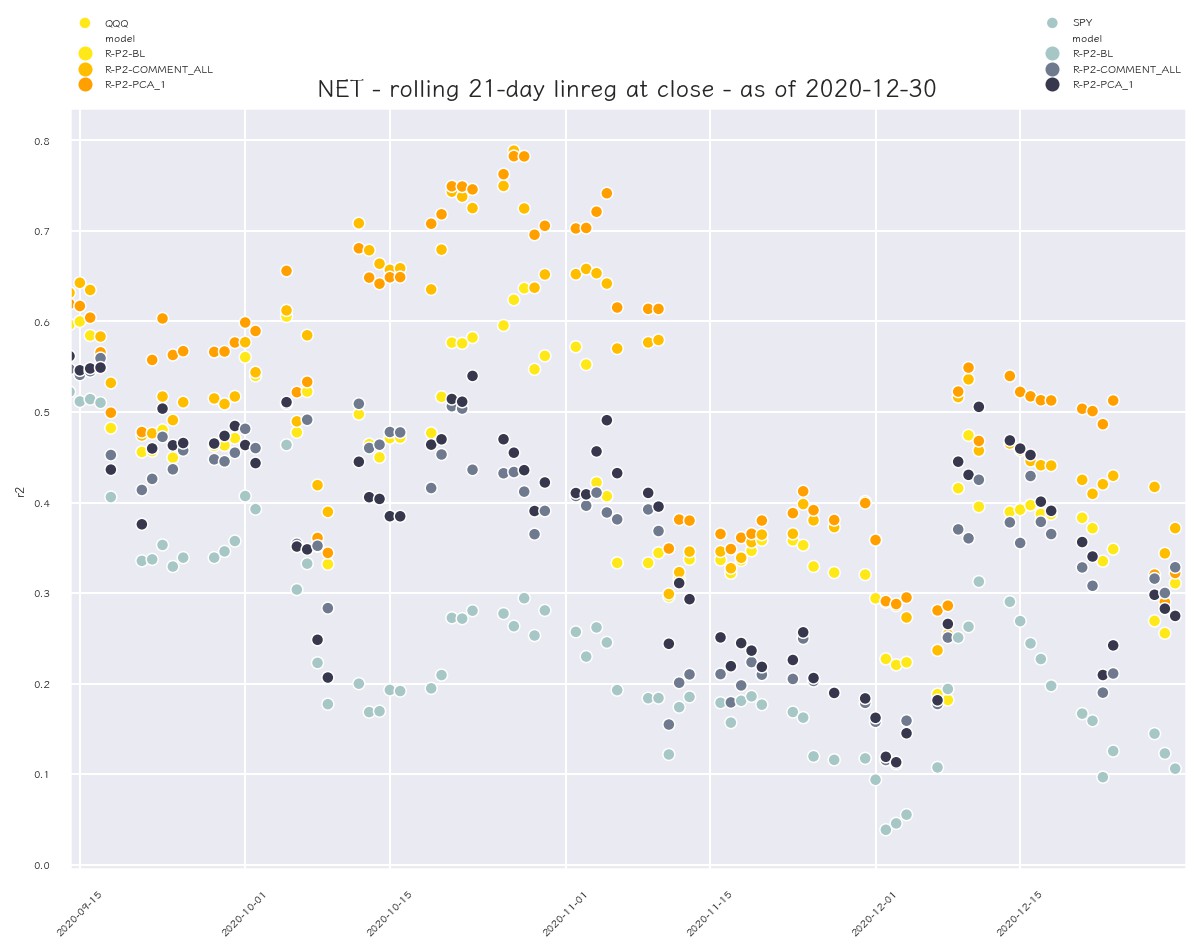 QQQ
model
R-P2-BL
R-P2-COMMENT_ALL
R-P2-PCA_1
SPY
model
R-P2-BL
R-P2-COMMENT_ALL
R-P2-PCA_1
NET - rolling 21-day linreg at close - as of 2020-12-30
0.8
0.7
0.6
0.5
0.4
0.3
0.2
0.1
0.0
r2
2020-09-15
2020-10-01
2020-10-15
2020-11-01
2020-11-15
2020-12-01
2020-12-15